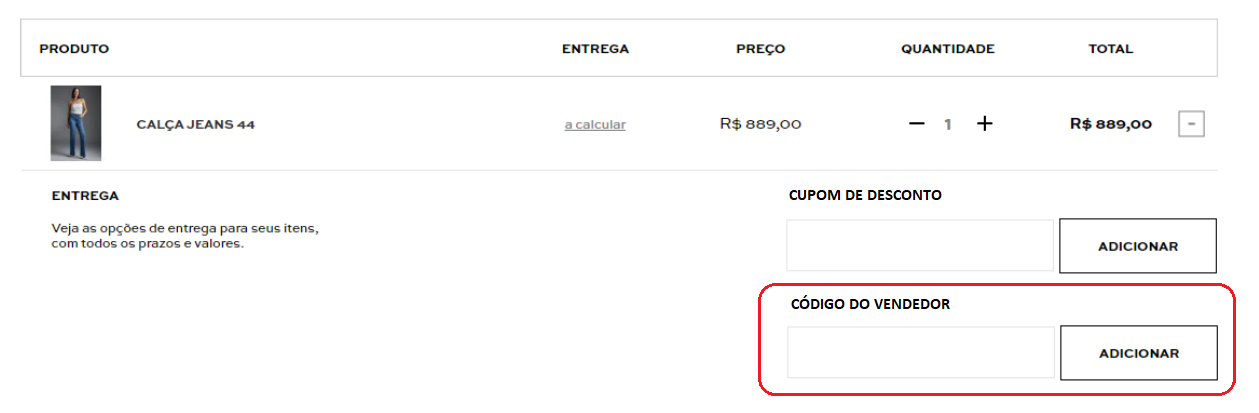 PRODUTO ENTREGA PREÇO QUANTIDADE TOTAL
CALÇA JEANS 44 a calcular R$ 889,00 1 R$ 889,00
ENTREGA
Veja as opções de entrega para seus itens,
com todos os prazos e valores.
CUPOM DE DESCONTO
ADICIONAR
CÓDIGO DO VENDEDOR
ADICIONAR